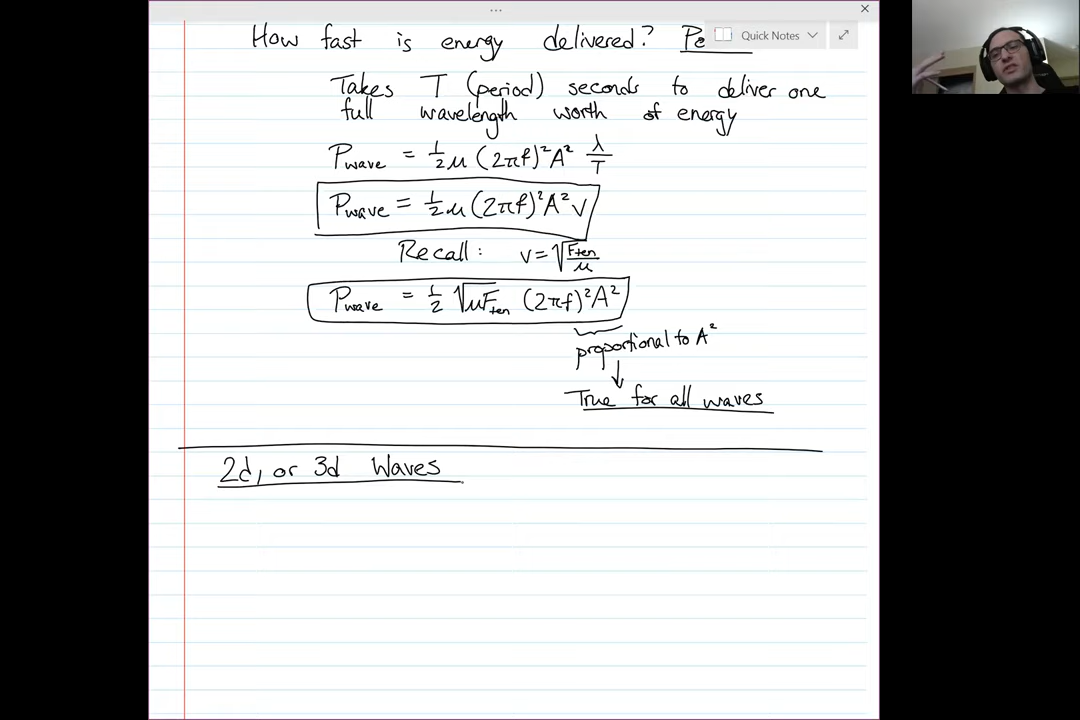 How fast is energy delivered?
Quick Notes
Takes T (period) seconds to deliver one
full wavelength worth of energy
Pwave = 1/2 μ (2πf)² A² λ/T
Pwave = 1/2 μ (2πf)² A² v
Recall: v = √(Ften/μ)
Pwave = 1/2 √(μFten) (2πf)² A²
proportional to A²
True for all waves
2d, or 3d Waves